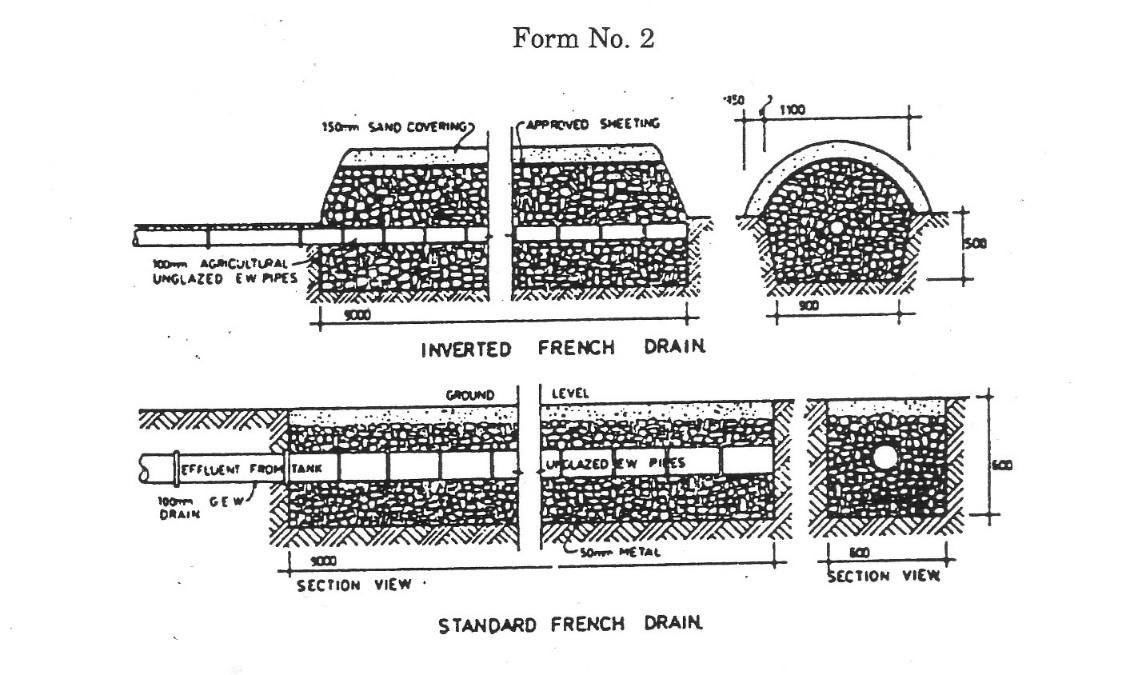 Form No. 2
150
1100
150mm SAND COVERING
APPROVED SHEETING
500
100mm AGRICULTURAL
UNGLAZED EW PIPES
9000
900
INVERTED FRENCH DRAIN
GROUND LEVEL
EFFLUENT FROM TANK
UNGLAZED EW PIPES
600
100mm GEW
DRAIN
50mm METAL
9000
600
SECTION VIEW
SECTION VIEW
STANDARD FRENCH DRAIN